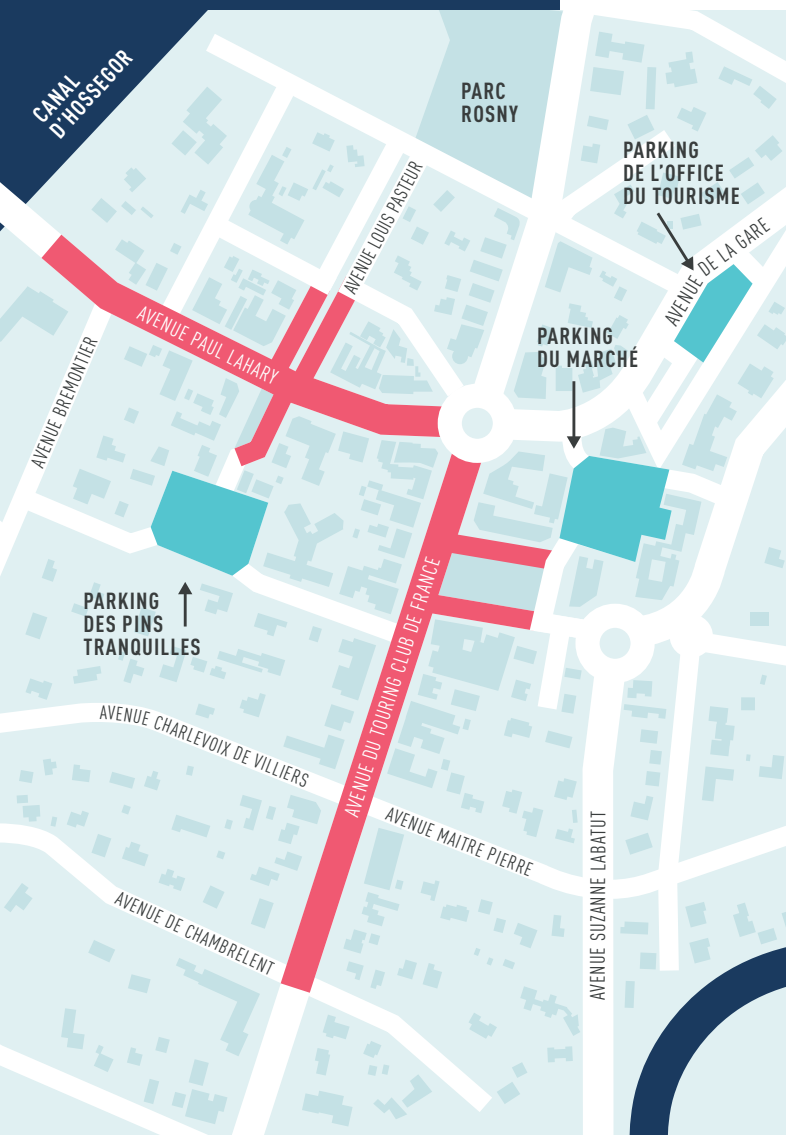 CANAL
D'HOSSEGOR
PARC
ROSNY
PARKING
DE L'OFFICE
DU TOURISME
AVENUE LOUIS PASTEUR
AVENUE DE LA GARE
AVENUE PAUL LAHARY
PARKING
DU MARCHÉ
AVENUE BREMONTIER
PARKING
DES PINS
TRANQUILLES
AVENUE DU TOURING CLUB DE FRANCE
AVENUE CHARLEVOIX DE VILLIERS
AVENUE MAITRE PIERRE
AVENUE SUZANNE LABATUT
AVENUE DE CHAMBRELENT